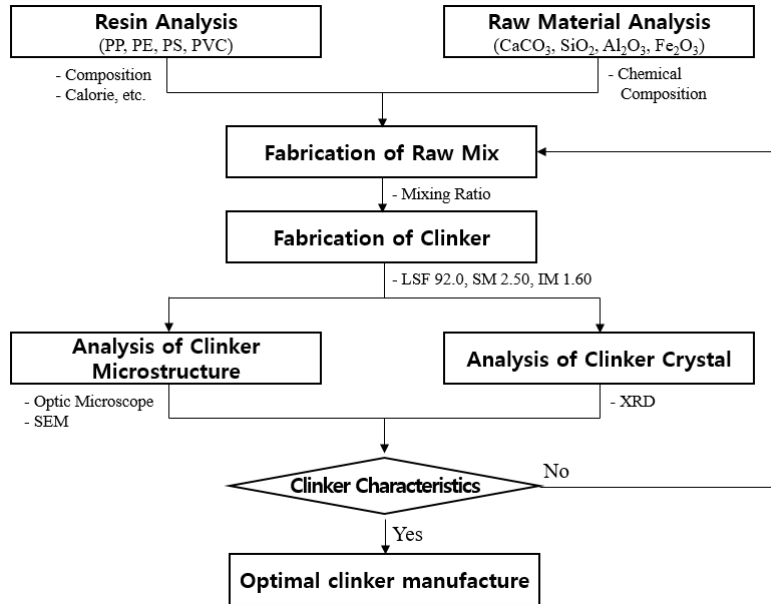 Resin Analysis
(PP, PE, PS, PVC)
Raw Material Analysis
(CaCO₃, SiO₂, Al₂O₃, Fe₂O₃)
- Composition
- Calorie, etc.
- Chemical
Composition
Fabrication of Raw Mix
- Mixing Ratio
Fabrication of Clinker
- LSF 92.0, SM 2.50, IM 1.60
Analysis of Clinker
Microstructure
Analysis of Clinker Crystal
- Optic Microscope
- SEM
- XRD
Clinker Characteristics
No
Yes
Optimal clinker manufacture